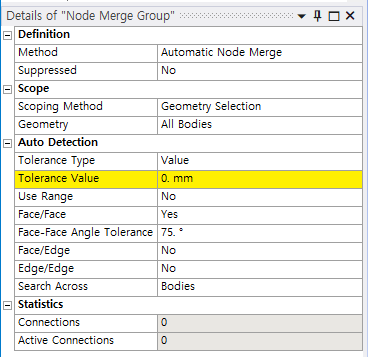 Details of "Node Merge Group"
Definition
Method Automatic Node Merge
Suppressed No
Scope
Scoping Method Geometry Selection
Geometry All Bodies
Auto Detection
Tolerance Type Value
Tolerance Value 0. mm
Use Range No
Face/Face Yes
Face-Face Angle Tolerance 75. °
Face/Edge No
Edge/Edge No
Search Across Bodies
Statistics
Connections 0
Active Connections 0